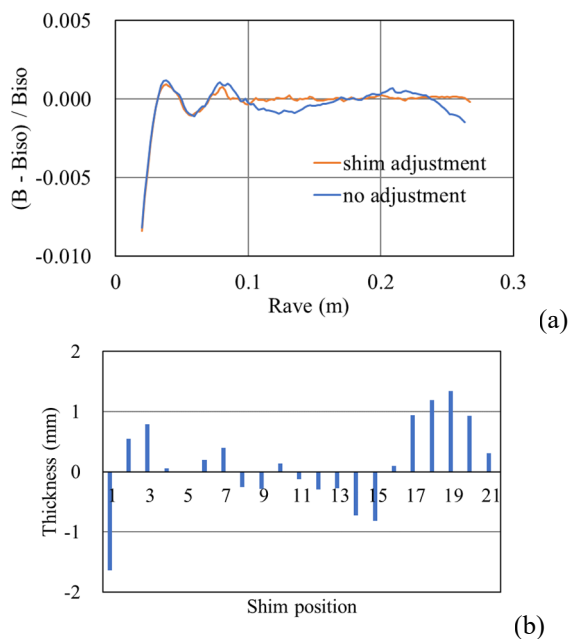 0.005
0.000
-0.005
-0.010
(B - Biso) / Biso
shim adjustment
no adjustment
0 0.1 0.2 0.3
Rave (m)
(a)
2
1
0
-1
-2
Thickness (mm)
1 3 5 7 9 11 13 15 17 19 21
Shim position
(b)